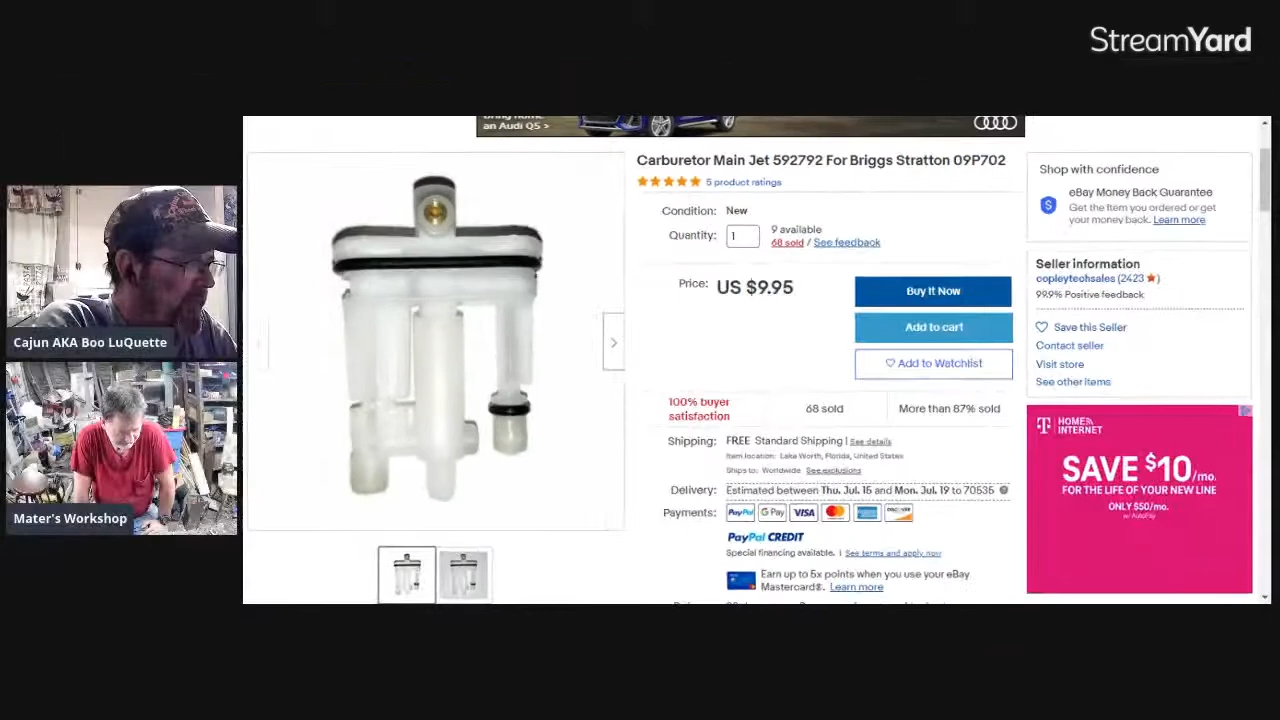 StreamYard
bring home
an Audi Q5 >
Carburetor Main Jet 592792 For Briggs Stratton 09P702
5 product ratings
Condition: New
Quantity: 1
9 available
68 sold / See feedback
Price: US $9.95
Buy It Now
Add to cart
Add to Watchlist
100% buyer
satisfaction
68 sold
More than 87% sold
Shipping: FREE Standard Shipping | See details
Item location: Lake Worth, Florida, United States
Ships to: Worldwide See exclusions
Delivery: Estimated between Thu. Jul. 15 and Mon. Jul. 19 to 70535
Payments: PayPal G Pay VISA
DISCOVER
PayPal CREDIT
Special financing available. | See terms and apply now
Earn up to 5x points when you use your eBay
Mastercard®. Learn more
Shop with confidence
eBay Money Back Guarantee
Get the item you ordered or get
your money back. Learn more
Seller information
copleytechsales (2423)
99.9% Positive feedback
Save this Seller
Contact seller
Visit store
See other items
T HOME
INTERNET
SAVE $10/mo.
FOR THE LIFE OF YOUR NEW LINE
ONLY $50/mo.
w/ AutoPay
Cajun AKA Boo LuQuette
Mater's Workshop